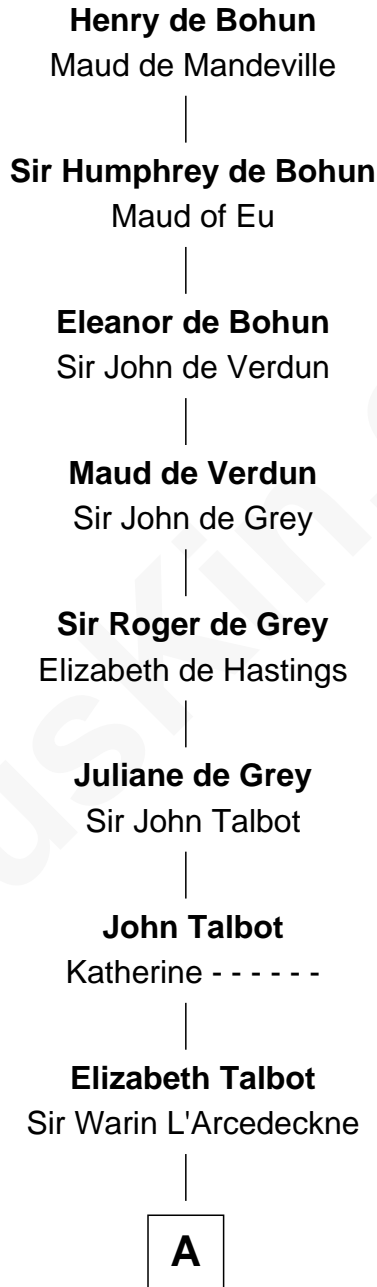 Henry de Bohun
Maud de Mandeville
Sir Humphrey de Bohun
Maud of Eu
Eleanor de Bohun
Sir John de Verdun
Maud de Verdun
Sir John de Grey
Sir Roger de Grey
Elizabeth de Hastings
Juliane de Grey
Sir John Talbot
John Talbot
Katherine - - - - - -
Elizabeth Talbot
Sir Warin L'Arcedeckne
A